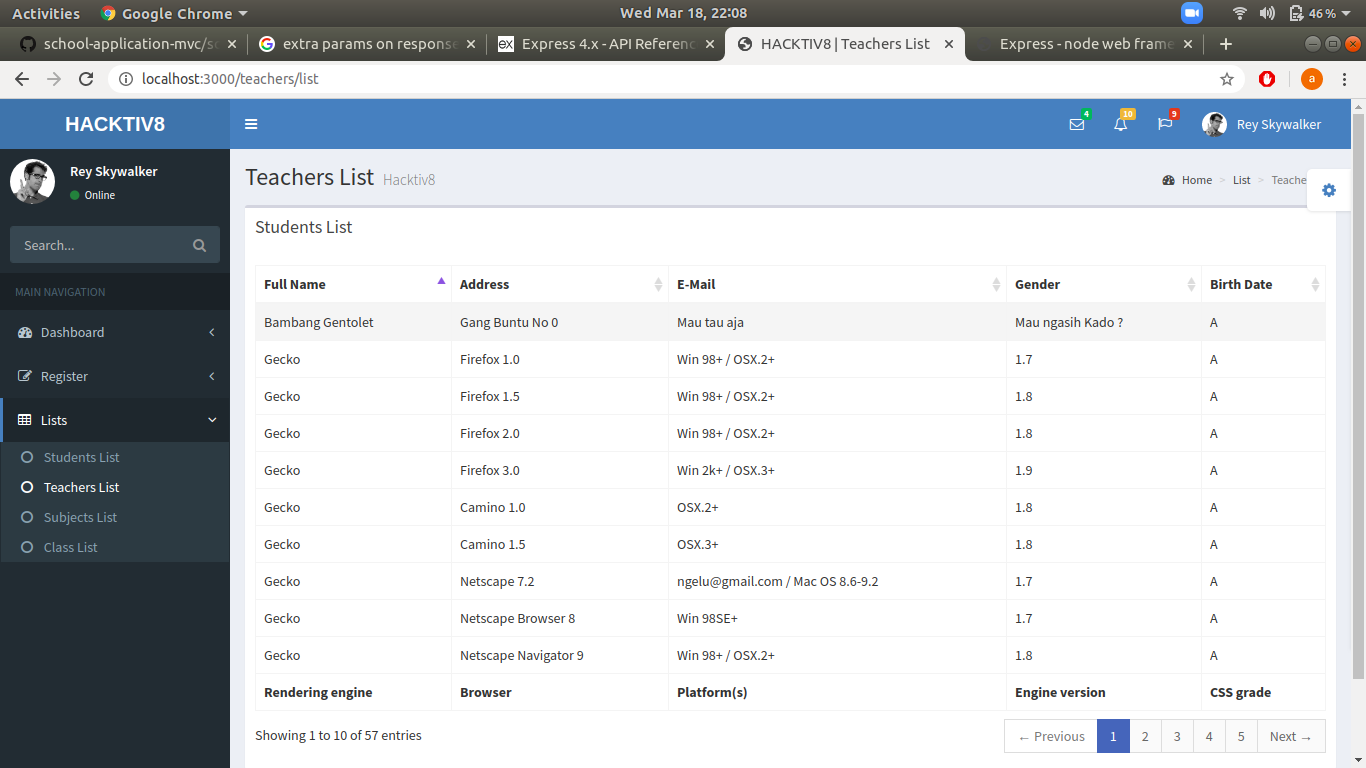 Activities Google Chrome Wed Mar 18, 22:08 46 %
school-application-mvc/sc extra params on response Express 4.x - API Referenc HACKTIV8 | Teachers List Express - node web frame
localhost:3000/teachers/list a
HACKTIV8 4 10 9 Rey Skywalker
Rey Skywalker
Online
Search...
MAIN NAVIGATION
Dashboard
Register
Lists
Students List
Teachers List
Subjects List
Class List
Teachers List Hacktiv8 Home > List > Teache
Students List
Full Name Address E-Mail Gender Birth Date
Bambang Gentolet Gang Buntu No 0 Mau tau aja Mau ngasih Kado ? A
Gecko Firefox 1.0 Win 98+ / OSX.2+ 1.7 A
Gecko Firefox 1.5 Win 98+ / OSX.2+ 1.8 A
Gecko Firefox 2.0 Win 98+ / OSX.2+ 1.8 A
Gecko Firefox 3.0 Win 2k+ / OSX.3+ 1.9 A
Gecko Camino 1.0 OSX.2+ 1.8 A
Gecko Camino 1.5 OSX.3+ 1.8 A
Gecko Netscape 7.2 ngelu@gmail.com / Mac OS 8.6-9.2 1.7 A
Gecko Netscape Browser 8 Win 98SE+ 1.7 A
Gecko Netscape Navigator 9 Win 98+ / OSX.2+ 1.8 A
Rendering engine Browser Platform(s) Engine version CSS grade
Showing 1 to 10 of 57 entries ← Previous 1 2 3 4 5 Next →